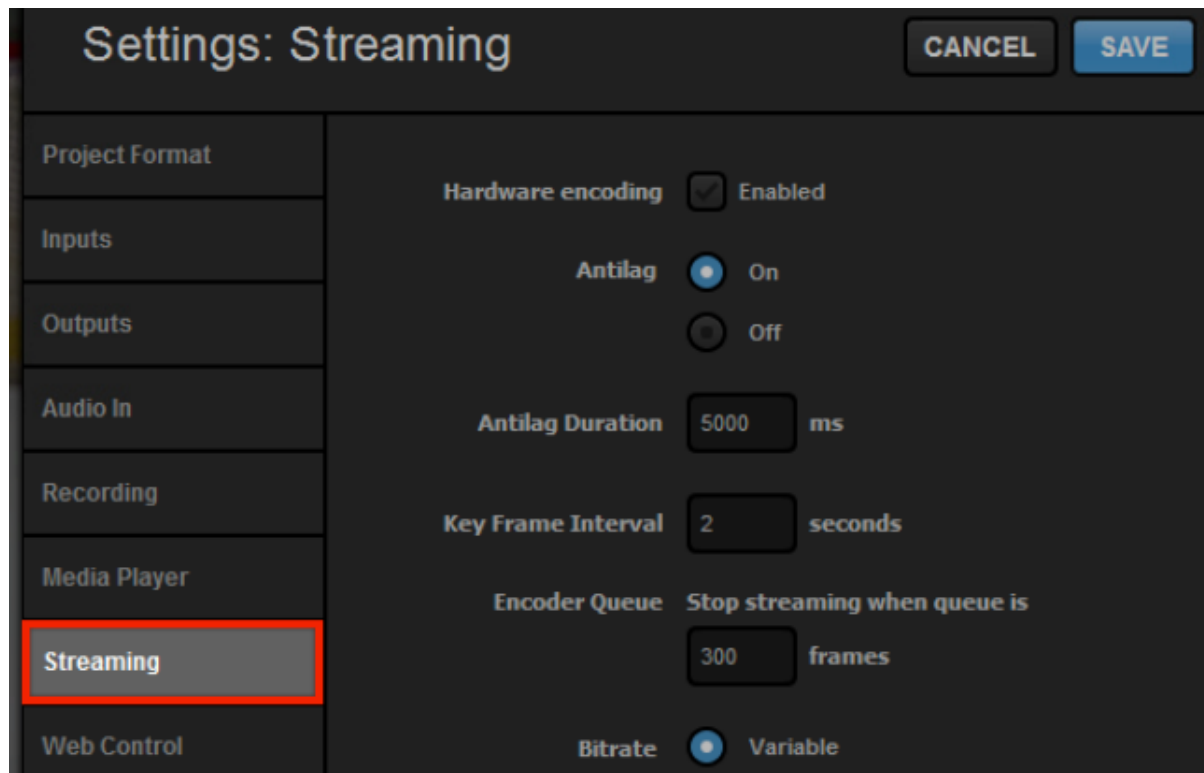 Settings: Streaming
CANCEL
SAVE
Project Format
Inputs
Outputs
Audio In
Recording
Media Player
Streaming
Web Control
Hardware encoding Enabled
Antilag On
Off
Antilag Duration 5000 ms
Key Frame Interval 2 seconds
Encoder Queue Stop streaming when queue is
300 frames
Bitrate Variable